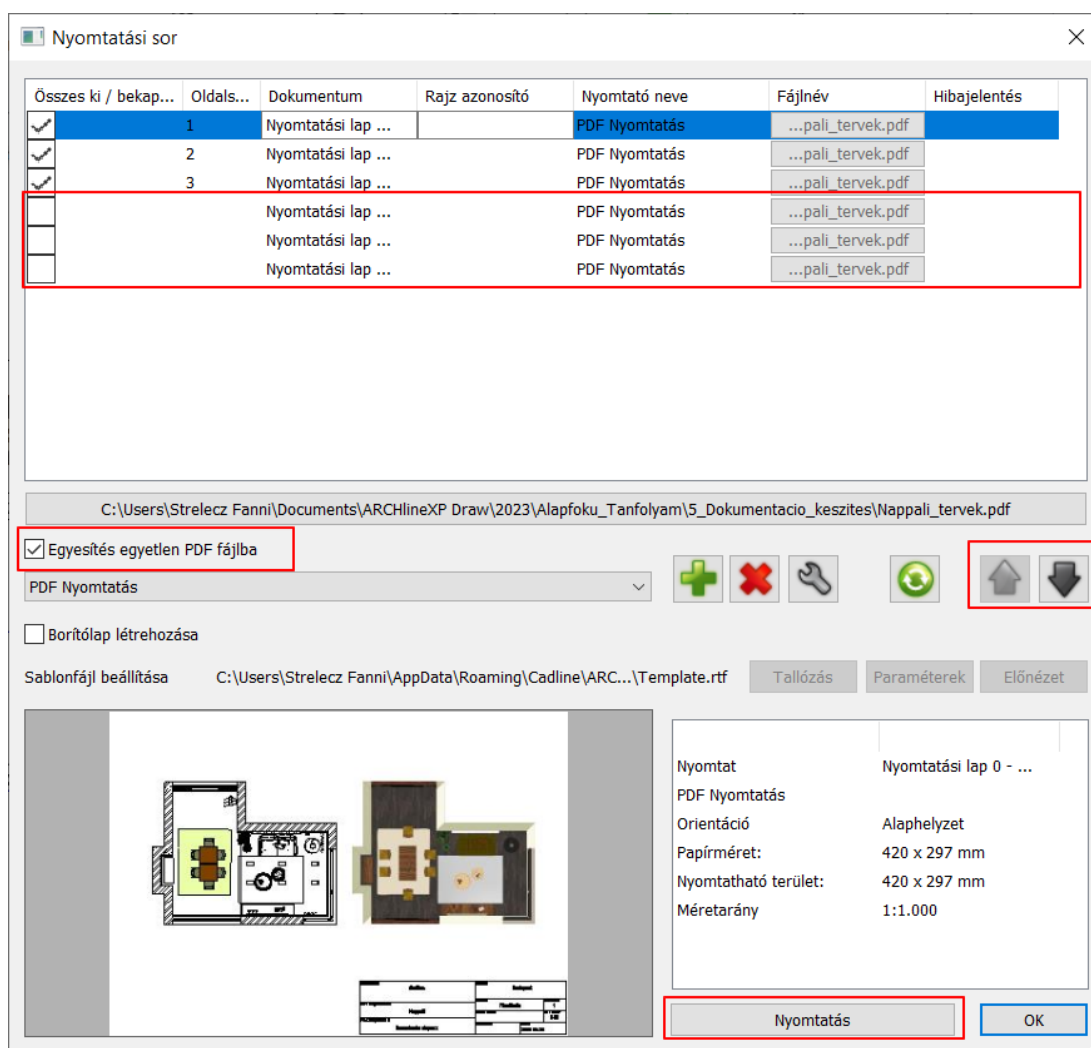 Nyomtatási sor
Összes ki / bekap... Oldals... Dokumentum Rajz azonosító Nyomtató neve Fájlnév Hibajelentés
1 Nyomtatási lap ... PDF Nyomtatás ...pali_tervek.pdf
2 Nyomtatási lap ... PDF Nyomtatás ...pali_tervek.pdf
3 Nyomtatási lap ... PDF Nyomtatás ...pali_tervek.pdf
Nyomtatási lap ... PDF Nyomtatás ...pali_tervek.pdf
Nyomtatási lap ... PDF Nyomtatás ...pali_tervek.pdf
Nyomtatási lap ... PDF Nyomtatás ...pali_tervek.pdf
C:\Users\Strelecz Fanni\Documents\ARCHlineXP Draw\2023\Alapfoku_Tanfolyam\5_Dokumentacio_keszites\Nappali_tervek.pdf
Egyesítés egyetlen PDF fájlba
PDF Nyomtatás
Borítólap létrehozása
Sablonfájl beállítása C:\Users\Strelecz Fanni\AppData\Roaming\Cadline\ARC...\Template.rtf Tallózás Paraméterek Előnézet
Nyomtat Nyomtatási lap 0 - ...
PDF Nyomtatás
Orientáció Alaphelyzet
Papírméret: 420 x 297 mm
Nyomtatható terület: 420 x 297 mm
Méretarány 1:1.000
Nyomtatás OK